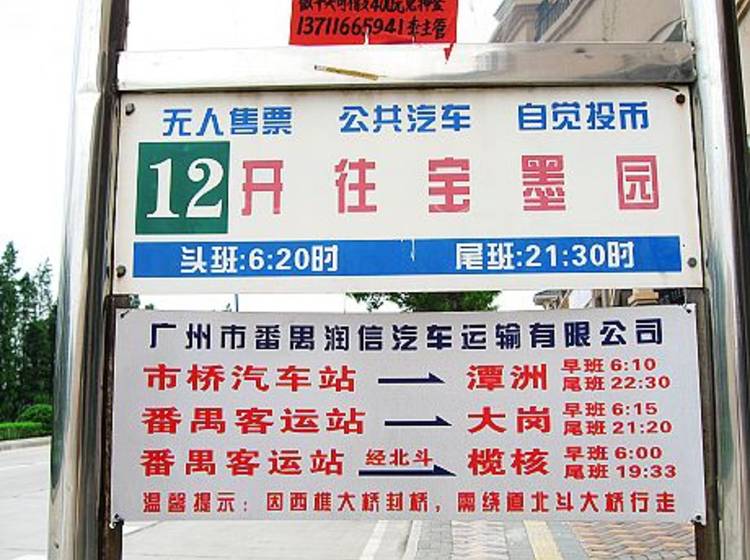 13711665941 李主管
无人售票 公共汽车 自觉投币
12 开往宝墨园
头班:6:20时 尾班:21:30时
广州市番禺润信汽车运输有限公司
市桥汽车站 → 潭洲 早班 6:10 尾班 22:30
番禺客运站 → 大岗 早班 6:15 尾班 21:20
番禺客运站 经北斗 → 榄核 早班 6:00 尾班 19:33
温馨提示：因西樵大桥封桥，需绕道北斗大桥行走